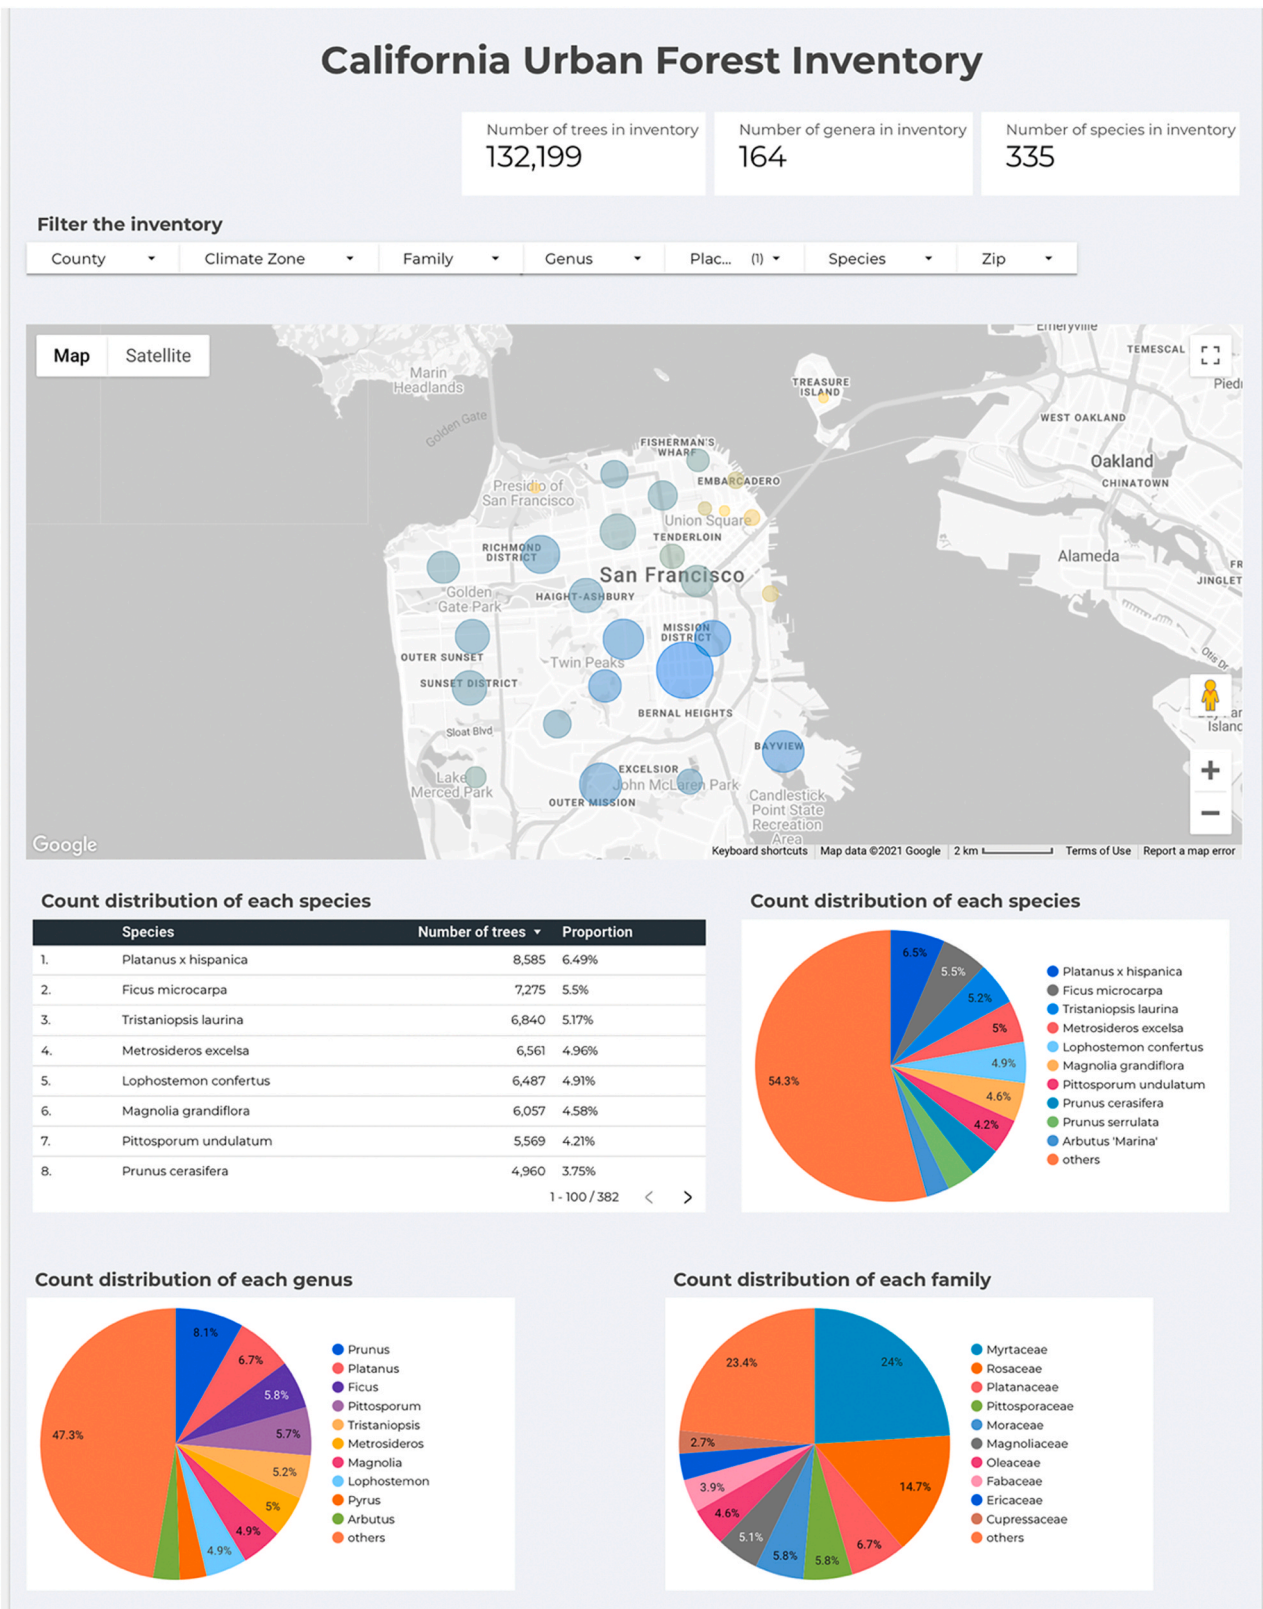 California Urban Forest Inventory
Number of trees in inventory
132,199
Number of genera in inventory
164
Number of species in inventory
335
Filter the inventory
County
Climate Zone
Family
Genus
Plac... (1)
Species
Zip
Map
Satellite
Marin
Headlands
Golden Gate
TREASURE
ISLAND
Emeryville
TEMESCAL
WEST OAKLAND
Oakland
CHINATOWN
Alameda
JINGLET
Otis Dr
FISHERMAN'S
WHARF
EMBARCADERO
Presidio of
San Francisco
Union Square
TENDERLOIN
RICHMOND
DISTRICT
San Francisco
Golden
Gate Park
HAIGHT-ASHBURY
MISSION
DISTRICT
OUTER SUNSET
Twin Peaks
SUNSET DISTRICT
BERNAL HEIGHTS
Sloat Blvd
BAYVIEW
EXCELSIOR
Lake
Merced Park
John McLaren Park
OUTER MISSION
Candlestick
Point State
Recreation
Area
Google
Keyboard shortcuts
Map data ©2021 Google
2 km
Terms of Use
Report a map error
Count distribution of each species
Species Number of trees Proportion
1. Platanus x hispanica 8,585 6.49%
2. Ficus microcarpa 7,275 5.5%
3. Tristaniopsis laurina 6,840 5.17%
4. Metrosideros excelsa 6,561 4.96%
5. Lophostemon confertus 6,487 4.91%
6. Magnolia grandiflora 6,057 4.58%
7. Pittosporum undulatum 5,569 4.21%
8. Prunus cerasifera 4,960 3.75%
1 - 100 / 382
Count distribution of each species
6.5%
5.5%
5.2%
5%
4.9%
4.6%
4.2%
54.3%
Platanus x hispanica
Ficus microcarpa
Tristaniopsis laurina
Metrosideros excelsa
Lophostemon confertus
Magnolia grandiflora
Pittosporum undulatum
Prunus cerasifera
Prunus serrulata
Arbutus 'Marina'
others
Count distribution of each genus
8.1%
6.7%
5.8%
5.7%
5.2%
5%
4.9%
4.9%
47.3%
Prunus
Platanus
Ficus
Pittosporum
Tristaniopsis
Metrosideros
Magnolia
Lophostemon
Pyrus
Arbutus
others
Count distribution of each family
24%
14.7%
6.7%
5.8%
5.8%
5.1%
4.6%
3.9%
2.7%
23.4%
Myrtaceae
Rosaceae
Platanaceae
Pittosporaceae
Moraceae
Magnoliaceae
Oleaceae
Fabaceae
Ericaceae
Cupressaceae
others